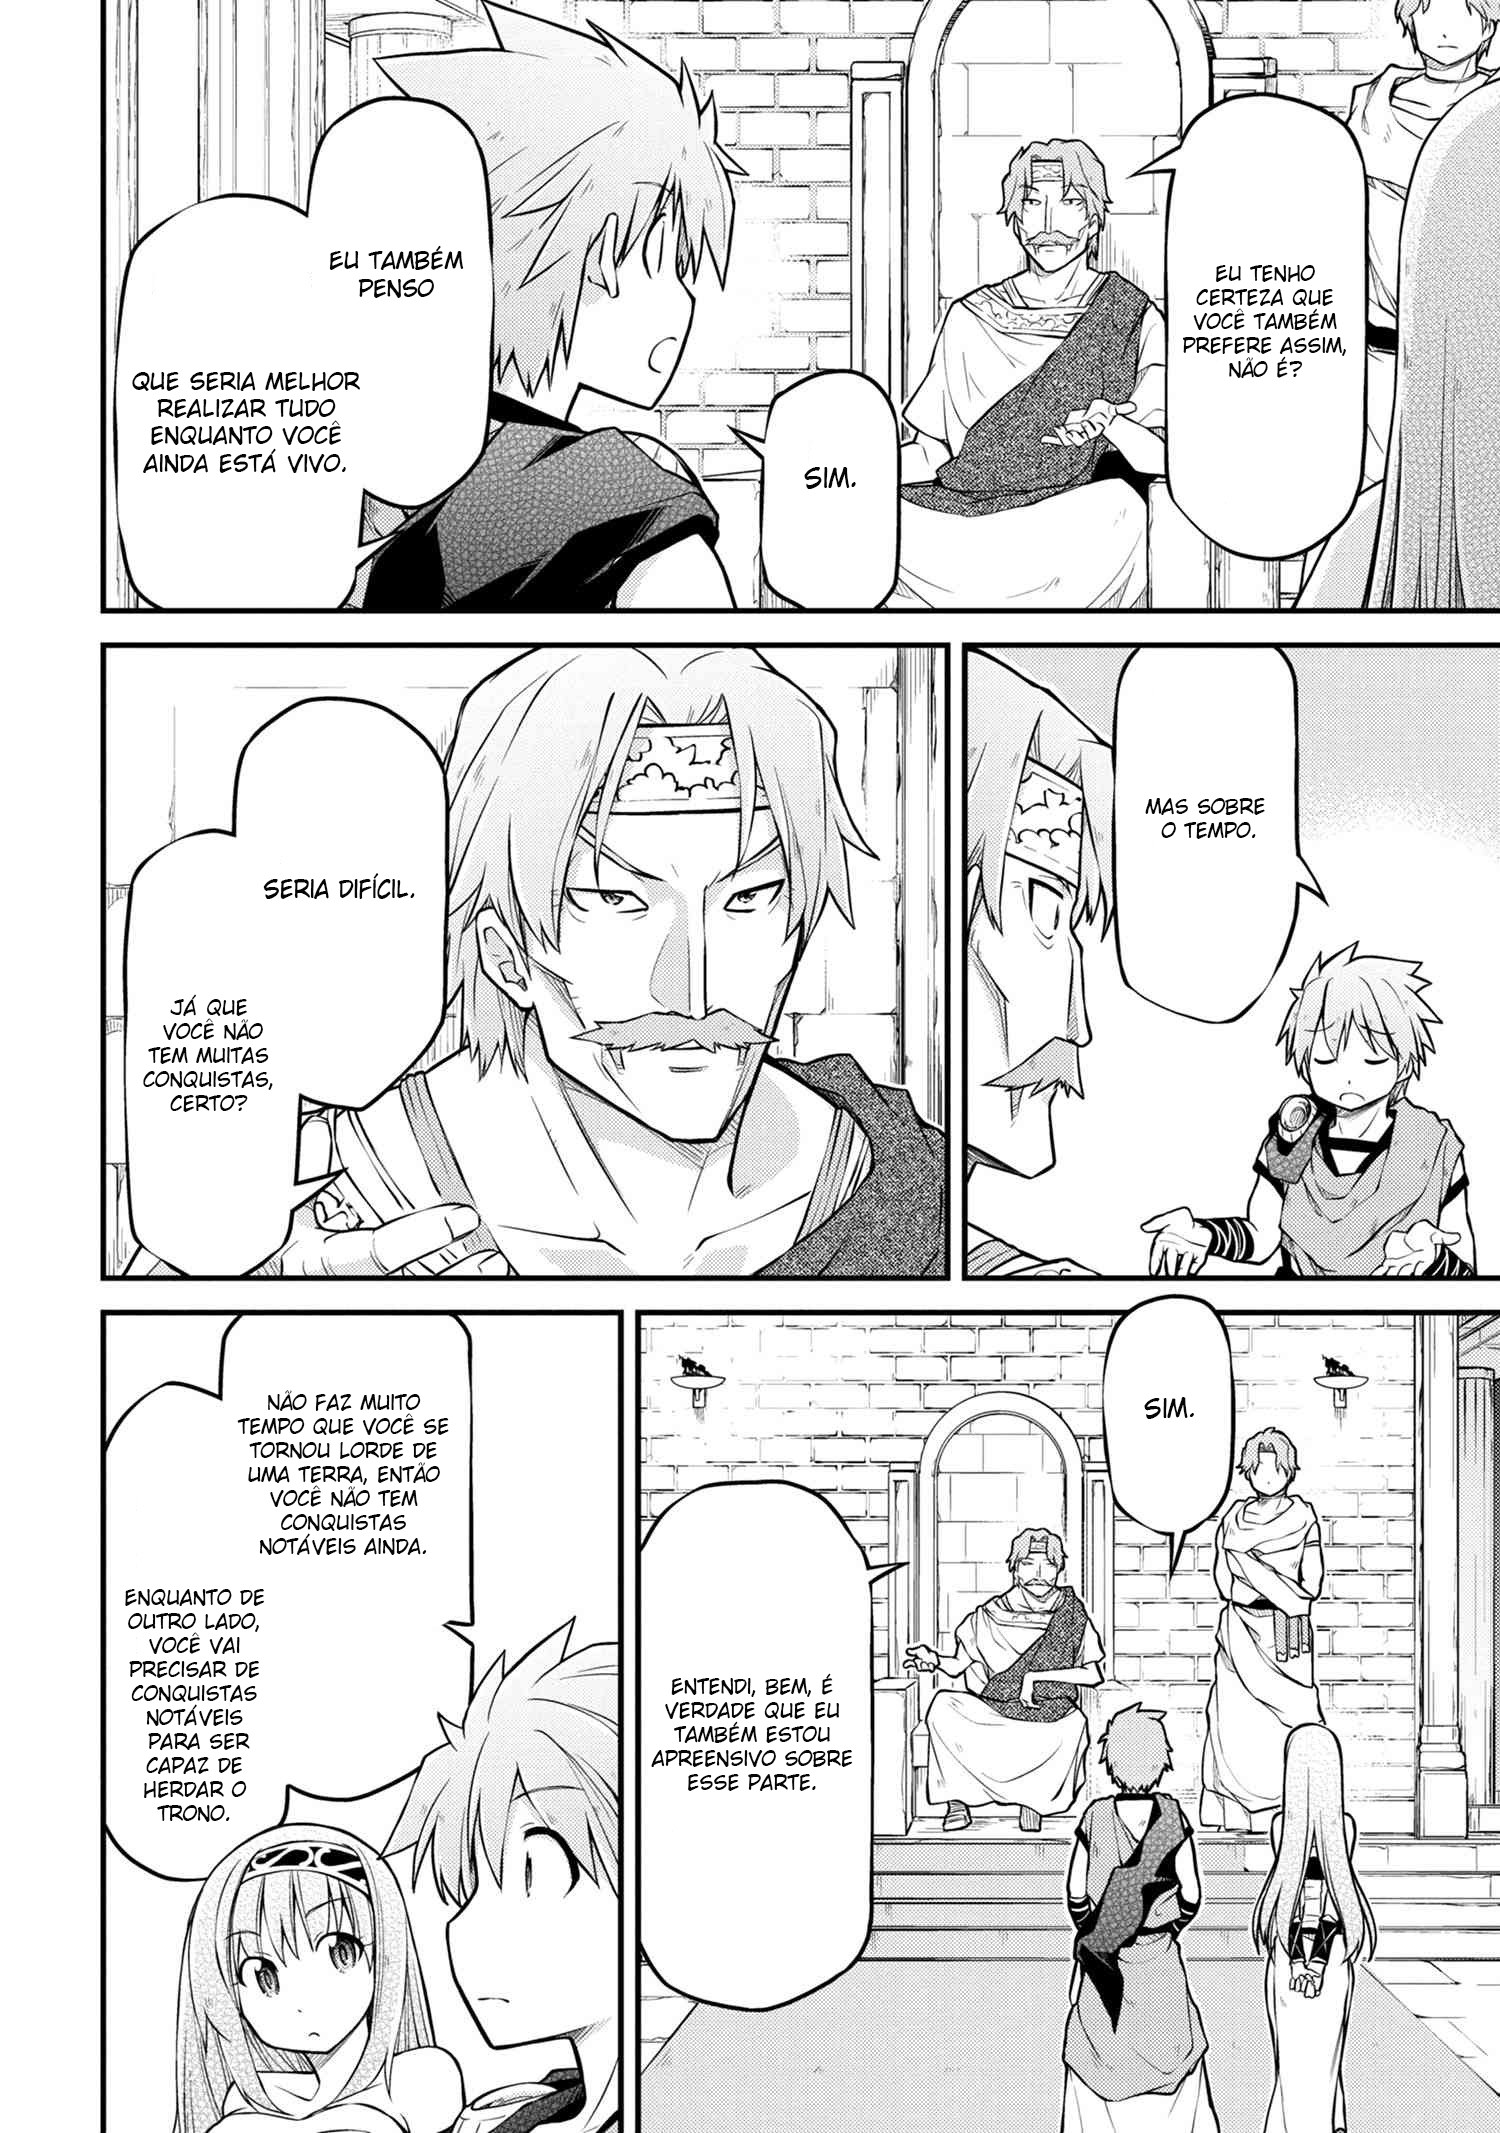 EU TENHO
CERTEZA QUE
VOCÊ TAMBÉM
PREFERE ASSIM,
NÃO É?
SIM.
EU TAMBÉM
PENSO
QUE SERIA MELHOR
REALIZAR TUDO
ENQUANTO VOCÊ
AINDA ESTÁ VIVO.
MAS SOBRE
O TEMPO.
SERIA DIFÍCIL.
JÁ QUE
VOCÊ NÃO
TEM MUITAS
CONQUISTAS,
CERTO?
SIM.
ENTENDI, BEM, É
VERDADE QUE EU
TAMBÉM ESTOU
APREENSIVO SOBRE
ESSE PARTE.
NÃO FAZ MUITO
TEMPO QUE VOCÊ SE
TORNOU LORDE DE
UMA TERRA, ENTÃO
VOCÊ NÃO TEM
CONQUISTAS
NOTÁVEIS AINDA.
ENQUANTO DE
OUTRO LADO,
VOCÊ VAI
PRECISAR DE
CONQUISTAS
NOTÁVEIS
PARA SER
CAPAZ DE
HERDAR O
TRONO.